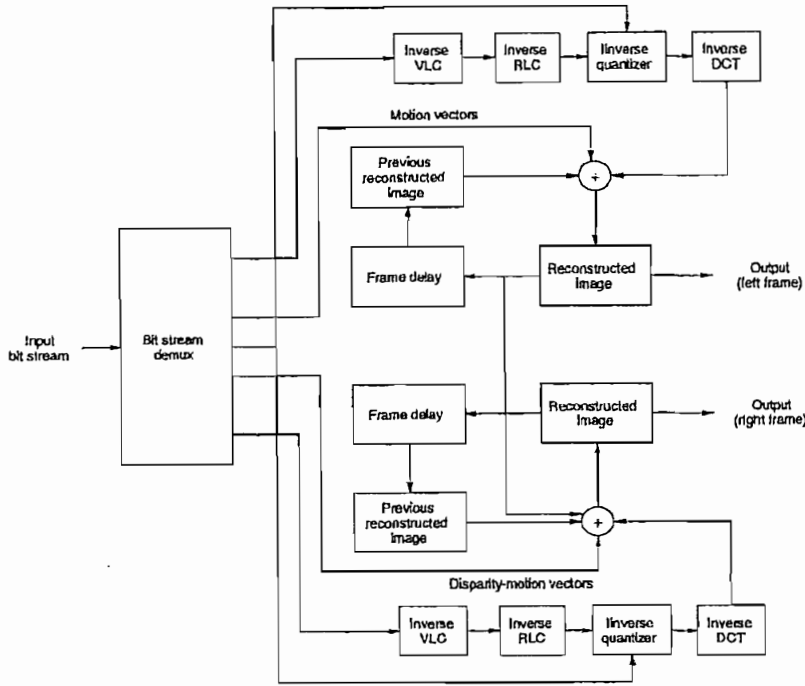 Inverse
VLC
Inverse
RLC
IInverse
quantizer
Inverse
DCT
Motion vectors
Previous
reconstructed
Image
+
Frame delay
Reconstructed
Image
Output
(left frame)
Input
bit stream
Bit stream
demux
Frame delay
Reconstructed
Image
Output
(right frame)
Previous
reconstructed
Image
+
Disparity-motion vectors
Inverse
VLC
Inverse
RLC
IInverse
quantizer
Inverse
DCT